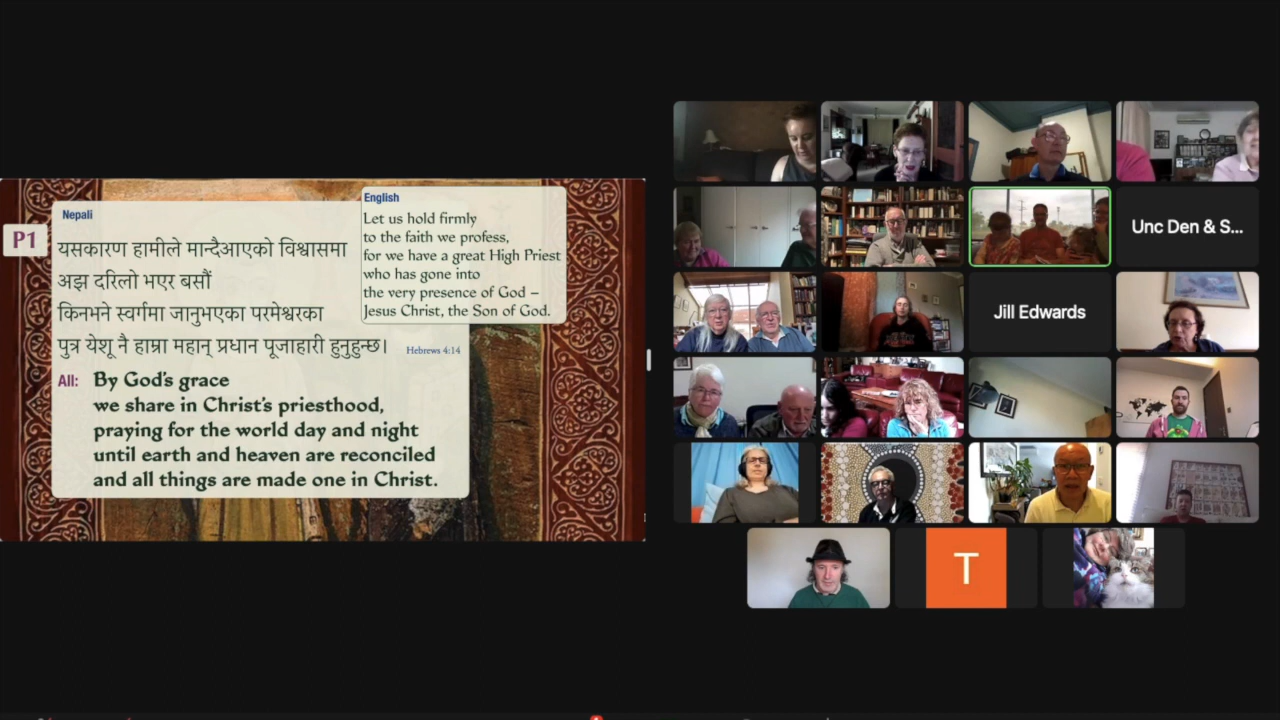 P1
Nepali
यसकारण हामीले मान्दैआएको विश्वासमा
अझ दरिलो भएर बसौं
किनभने स्वर्गमा जानुभएका परमेश्वरका
पुत्र येशू नै हाम्रा महान् प्रधान पूजाहारी हुनुहुन्छ।
Hebrews 4:14
English
Let us hold firmly
to the faith we profess,
for we have a great High Priest
who has gone into
the very presence of God –
Jesus Christ, the Son of God.
All: By God's grace
we share in Christ's priesthood,
praying for the world day and night
until earth and heaven are reconciled
and all things are made one in Christ.
Unc Den & S...
Jill Edwards
T